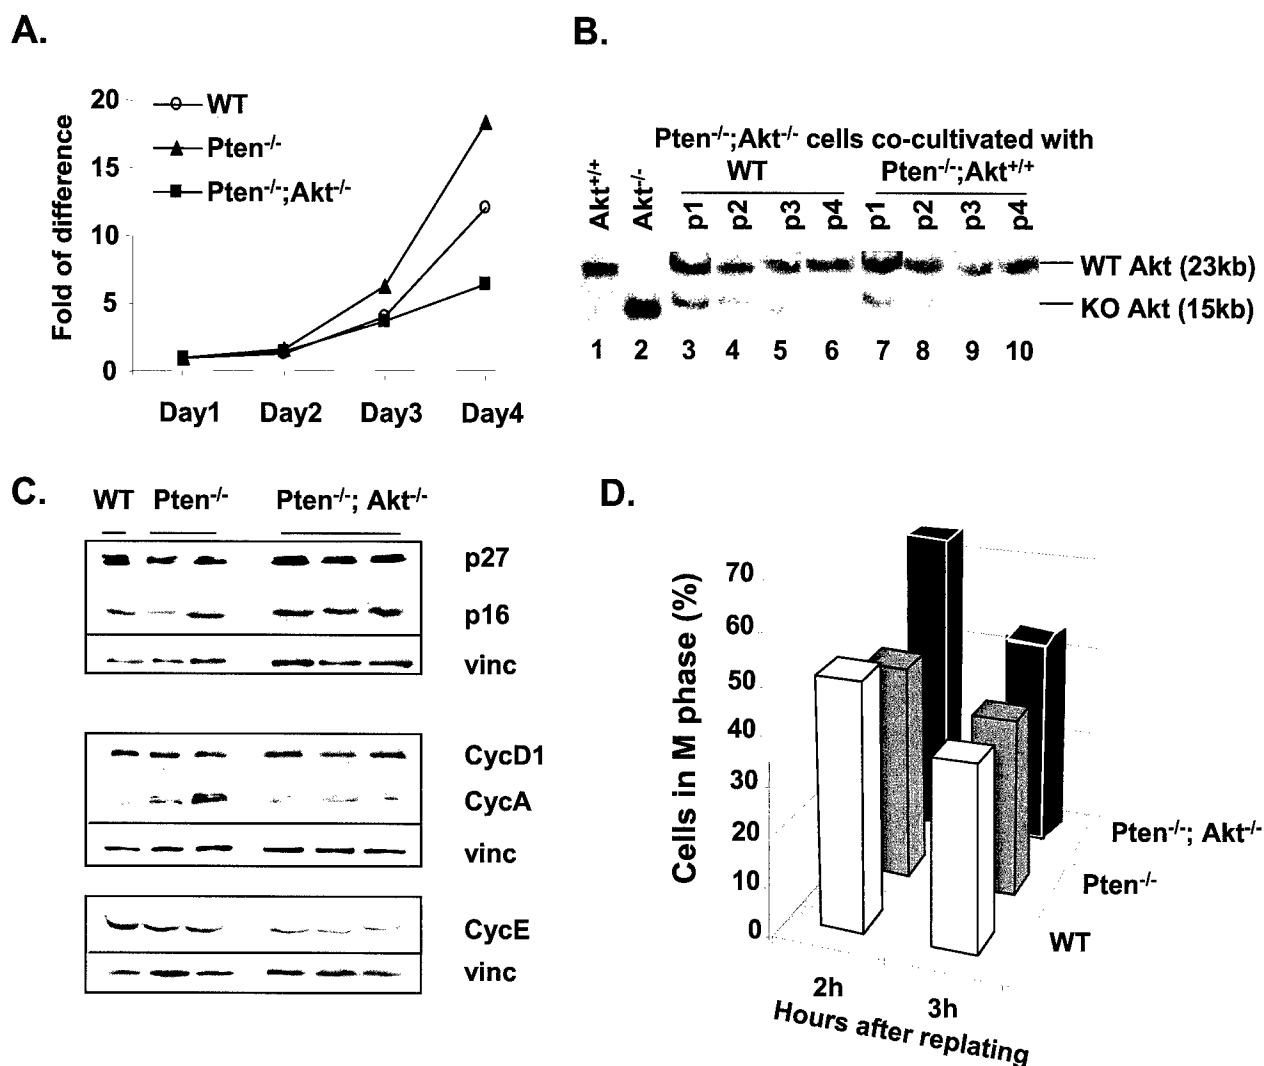 A.
Fold of difference
20
15
10
5
0
WT
Pten-/-
Pten-/-;Akt-/-
Day1 Day2 Day3 Day4
B.
Pten-/-;Akt-/- cells co-cultivated with
WT Pten-/-;Akt+/+
Akt+/+ Akt-/- p1 p2 p3 p4 p1 p2 p3 p4
WT Akt (23kb)
KO Akt (15kb)
1 2 3 4 5 6 7 8 9 10
C.
WT Pten-/- Pten-/-; Akt-/-
p27
p16
vinc
CycD1
CycA
vinc
CycE
vinc
D.
Cells in M phase (%)
70
60
50
40
30
20
10
0
Pten-/-; Akt-/-
Pten-/-
WT
2h
3h
Hours after replating